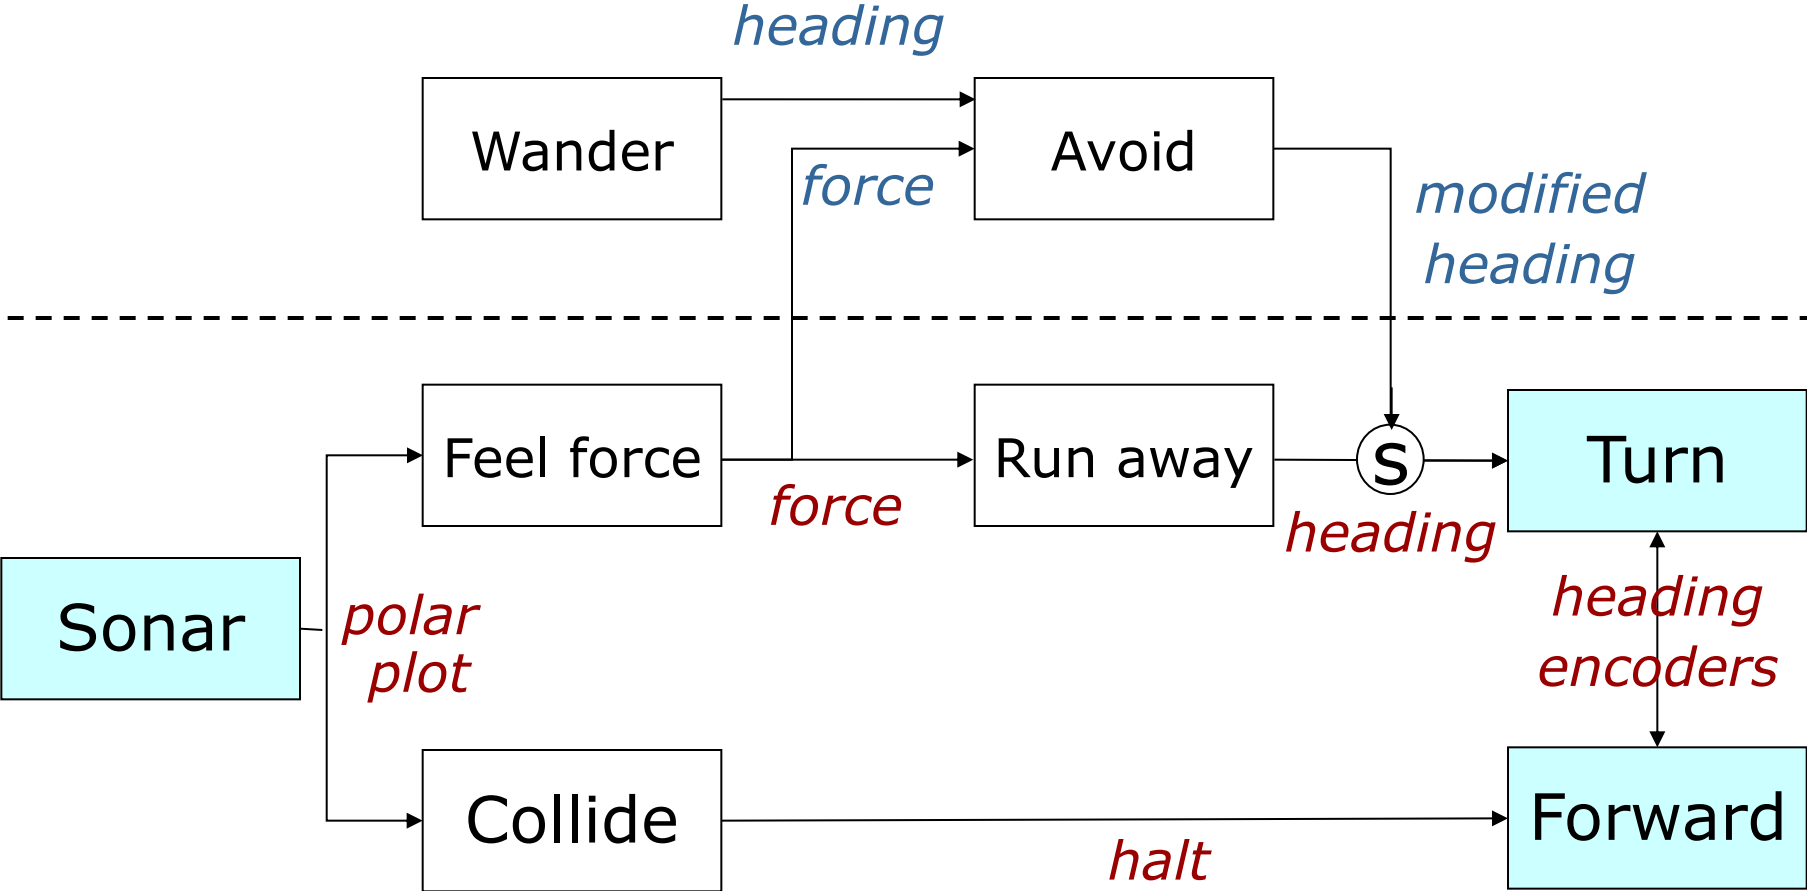 heading
Wander
Avoid
force
modified
heading
Feel force
Run away
S
Turn
force
heading
Sonar
polar
plot
heading
encoders
Collide
Forward
halt